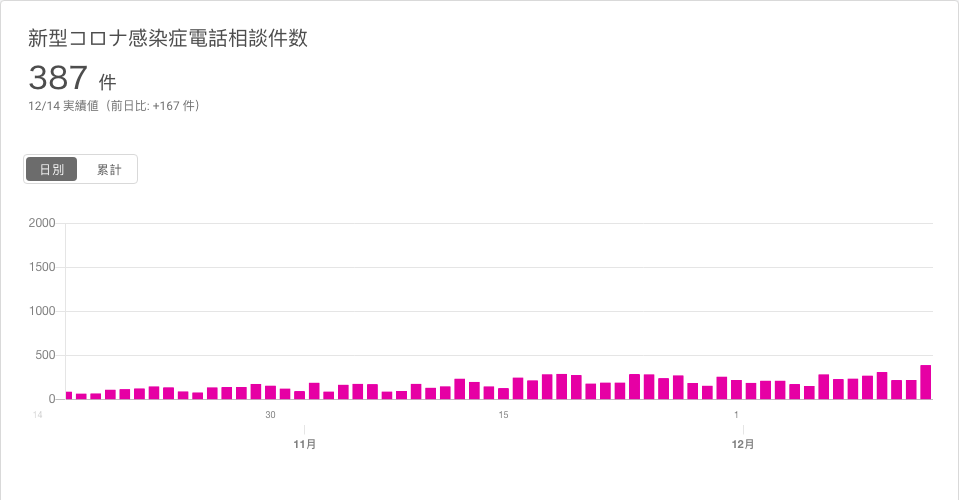 新型コロナ感染症電話相談件数
387 件
12/14 実績値（前日比: +167 件）
日別 累計
2000
1500
1000
500
0
14 30 15 1
11月 12月